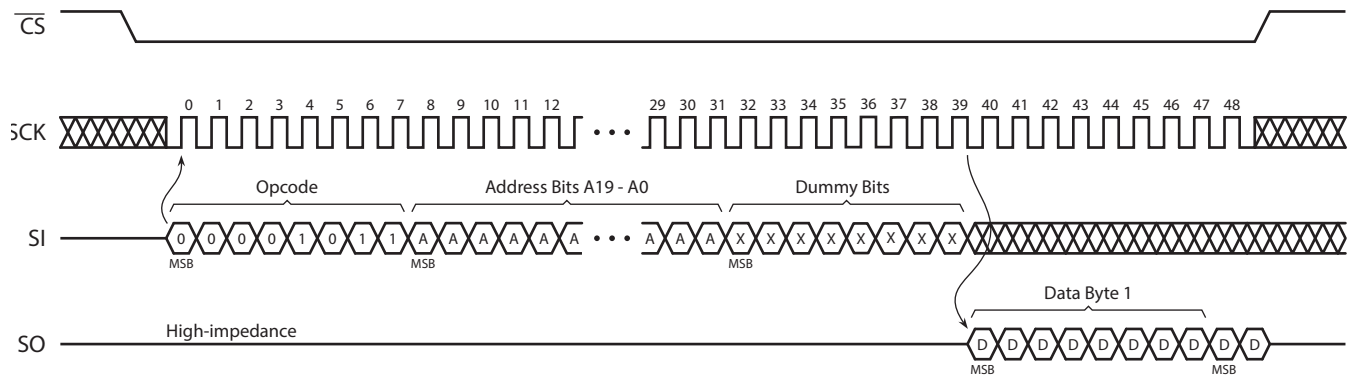 CS
0 1 2 3 4 5 6 7 8 9 10 11 12 29 30 31 32 33 34 35 36 37 38 39 40 41 42 43 44 45 46 47 48
SCK • • •
Opcode Address Bits A19 - A0 Dummy Bits
SI 0 0 0 0 1 0 1 1 A A A A A A • • • A A A X X X X X X X X
MSB MSB MSB
Data Byte 1
High-impedance
SO D D D D D D D D D D
MSB MSB